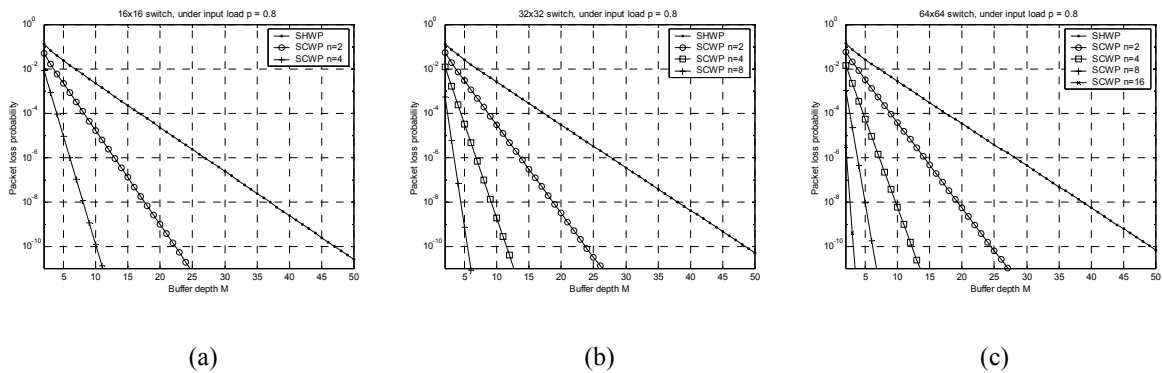 16x16 switch, under input load p = 0.8
10^0
10^-2
10^-4
10^-6
10^-8
10^-10
Packet loss probability
SHWP
SCWP n=2
SCWP n=4
5 10 15 20 25 30 35 40 45 50
Buffer depth M
(a)
32x32 switch, under input load p = 0.8
10^0
10^-2
10^-4
10^-6
10^-8
10^-10
Packet loss probability
SHWP
SCWP n=2
SCWP n=4
SCWP n=8
5 10 15 20 25 30 35 40 45 50
Buffer depth M
(b)
64x64 switch, under input load p = 0.8
10^0
10^-2
10^-4
10^-6
10^-8
10^-10
Packet loss probability
SHWP
SCWP n=2
SCWP n=4
SCWP n=8
SCWP n=16
5 10 15 20 25 30 35 40 45 50
Buffer depth M
(c)